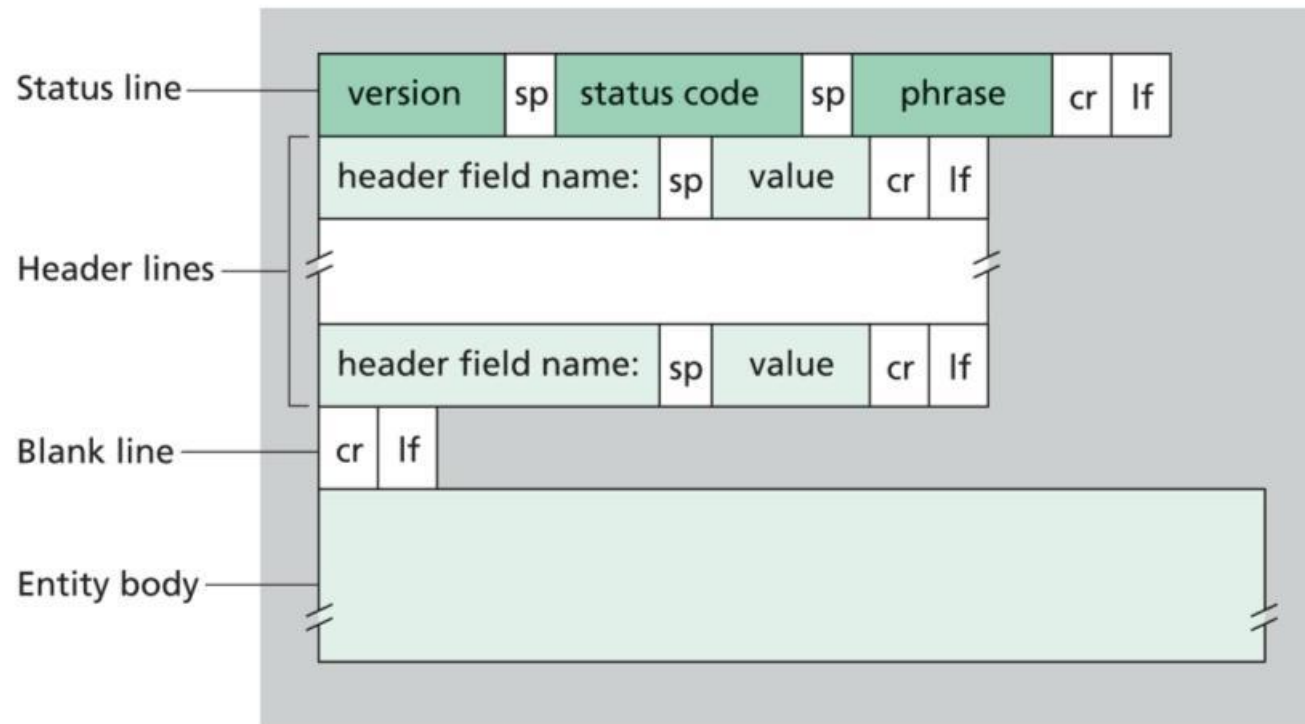 Status line version sp status code sp phrase cr lf
header field name: sp value cr lf
Header lines
header field name: sp value cr lf
Blank line cr lf
Entity body